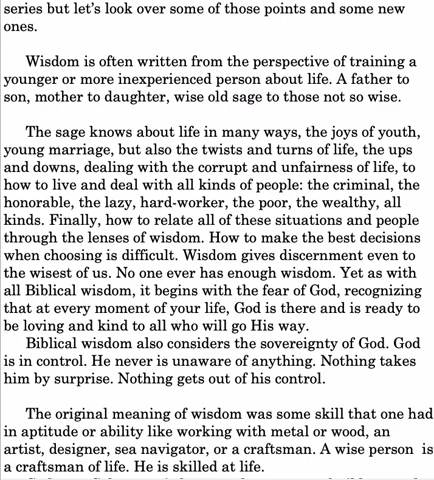 series but let's look over some of those points and some new
ones.
Wisdom is often written from the perspective of training a
younger or more inexperienced person about life. A father to
son, mother to daughter, wise old sage to those not so wise.
The sage knows about life in many ways, the joys of youth,
young marriage, but also the twists and turns of life, the ups
and downs, dealing with the corrupt and unfairness of life, to
how to live and deal with all kinds of people: the criminal, the
honorable, the lazy, hard-worker, the poor, the wealthy, all
kinds. Finally, how to relate all of these situations and people
through the lenses of wisdom. How to make the best decisions
when choosing is difficult. Wisdom gives discernment even to
the wisest of us. No one ever has enough wisdom. Yet as with
all Biblical wisdom, it begins with the fear of God, recognizing
that at every moment of your life, God is there and is ready to
be loving and kind to all who will go His way.
Biblical wisdom also considers the sovereignty of God. God
is in control. He never is unaware of anything. Nothing takes
him by surprise. Nothing gets out of his control.
The original meaning of wisdom was some skill that one had
in aptitude or ability like working with metal or wood, an
artist, designer, sea navigator, or a craftsman. A wise person is
a craftsman of life. He is skilled at life.